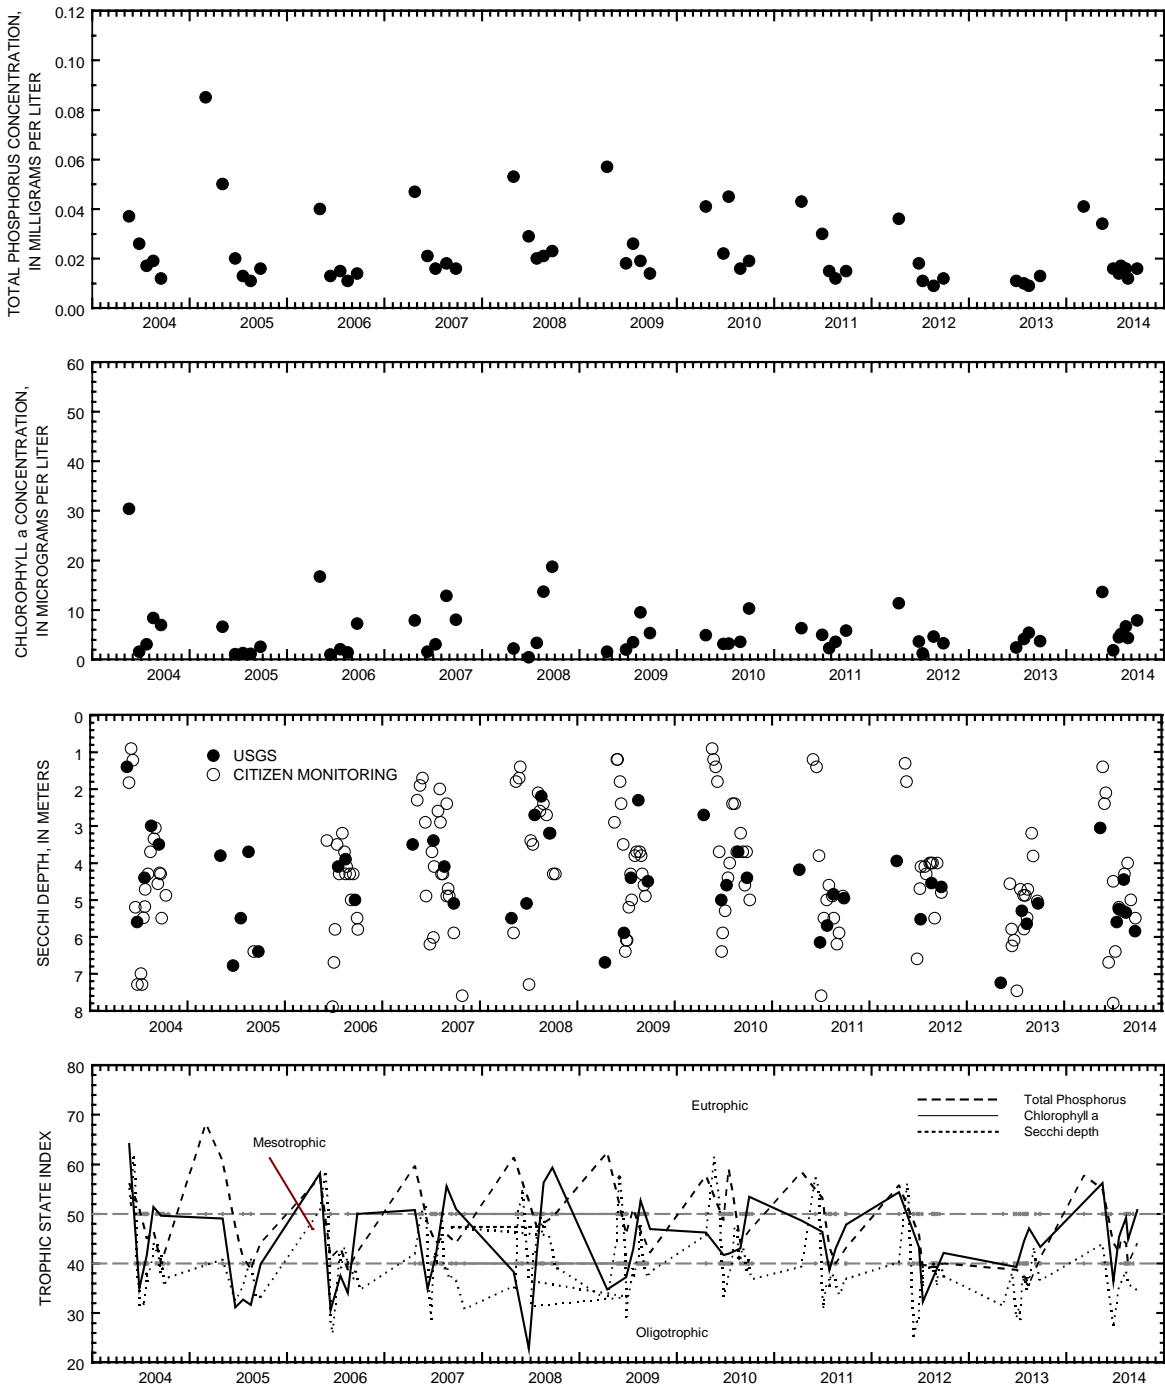 TOTAL PHOSPHORUS CONCENTRATION,
IN MILLIGRAMS PER LITER
0.12
0.10
0.08
0.06
0.04
0.02
0.00
2004 2005 2006 2007 2008 2009 2010 2011 2012 2013 2014
CHLOROPHYLL a CONCENTRATION,
IN MICROGRAMS PER LITER
60
50
40
30
20
10
0
2004 2005 2006 2007 2008 2009 2010 2011 2012 2013 2014
SECCHI DEPTH, IN METERS
0
1
2
3
4
5
6
7
8
USGS
CITIZEN MONITORING
2004 2005 2006 2007 2008 2009 2010 2011 2012 2013 2014
TROPHIC STATE INDEX
80
70
60
50
40
30
20
Eutrophic
Mesotrophic
Oligotrophic
Total Phosphorus
Chlorophyll a
Secchi depth
2004 2005 2006 2007 2008 2009 2010 2011 2012 2013 2014